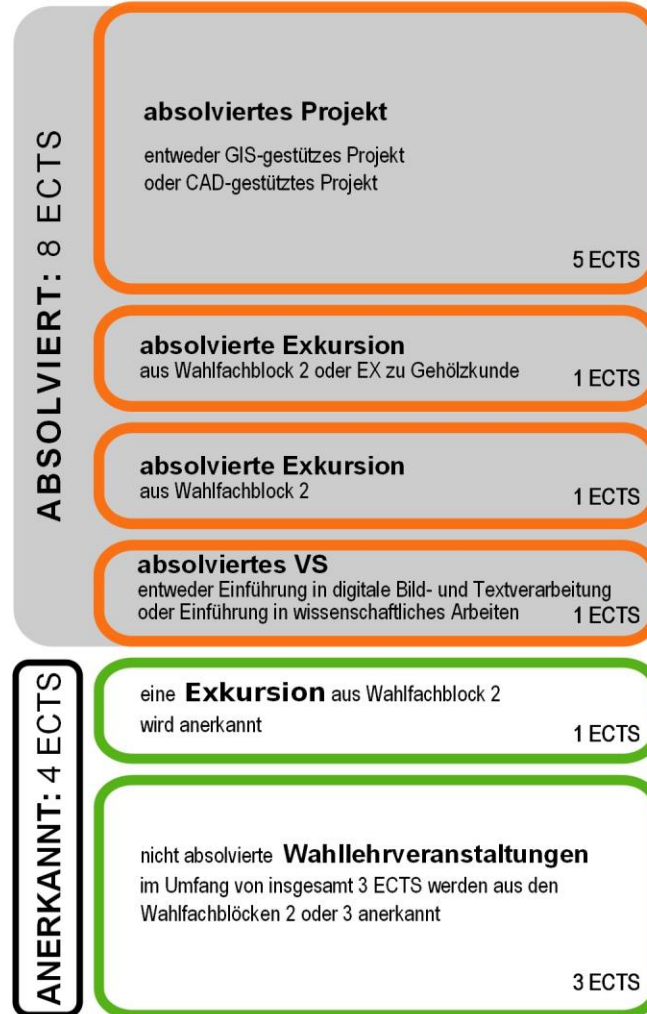 ABSOLVIERT: 8 ECTS
absolviertes Projekt
entweder GIS-gestützes Projekt
oder CAD-gestütztes Projekt
5 ECTS
absolvierte Exkursion
aus Wahlfachblock 2 oder EX zu Gehölzkunde
1 ECTS
absolvierte Exkursion
aus Wahlfachblock 2
1 ECTS
absolviertes VS
entweder Einführung in digitale Bild- und Textverarbeitung
oder Einführung in wissenschaftliches Arbeiten
1 ECTS
ANERKANNT: 4 ECTS
eine Exkursion aus Wahlfachblock 2
wird anerkannt
1 ECTS
nicht absolvierte Wahllehrveranstaltungen
im Umfang von insgesamt 3 ECTS werden aus den
Wahlfachblöcken 2 oder 3 anerkannt
3 ECTS